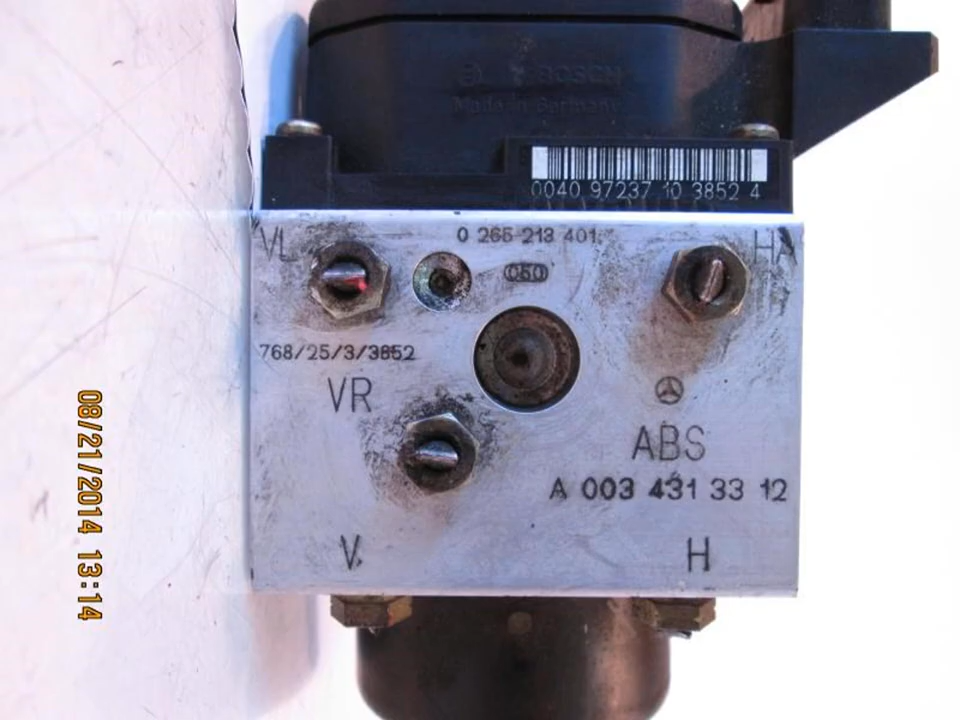 BOSCH
Made in Germany
0040 97237 10 3852 4
VL
0 265 213 401
HA
050
768/25/3/3852
VR
ABS
A 003 431 33 12
V
H
08/21/2014 13:14